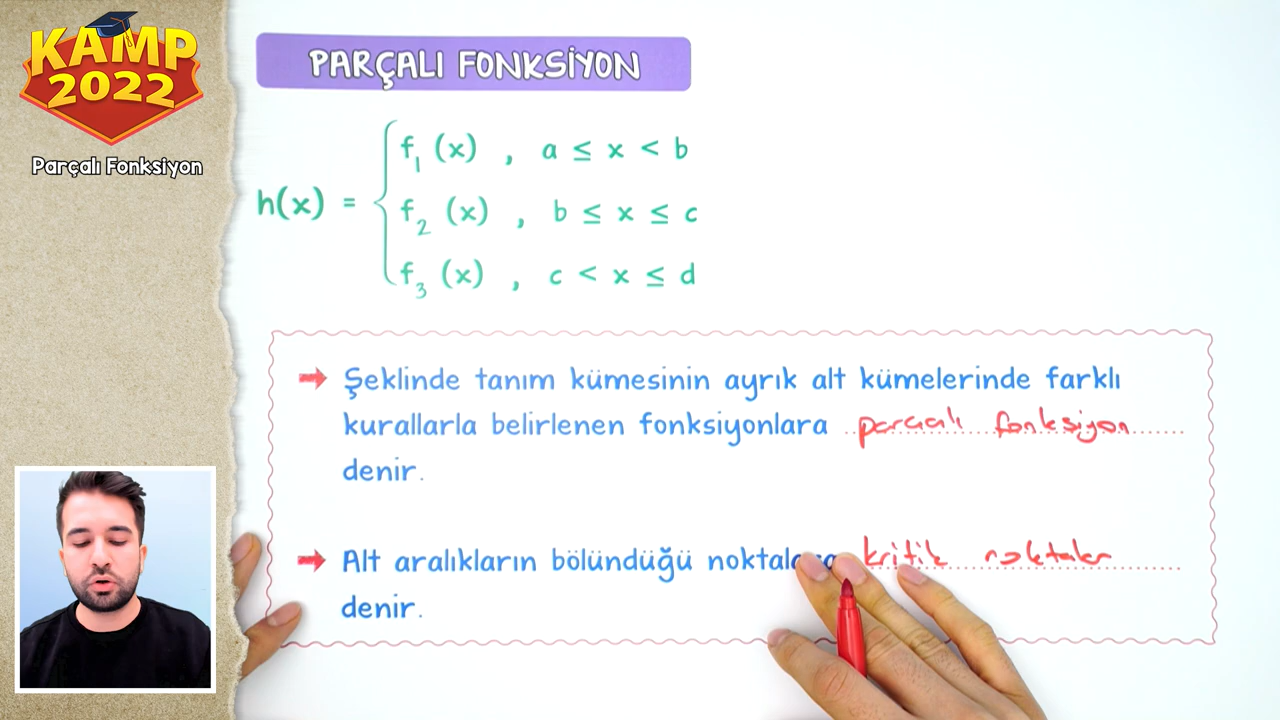 KAMP
2022
Parçalı Fonksiyon
PARÇALI FONKSİYON
h(x) =
f₁ (x) , a ≤ x < b
f₂ (x) , b ≤ x ≤ c
f₃ (x) , c < x ≤ d
Şeklinde tanım kümesinin ayrık alt kümelerinde farklı
kurallarla belirlenen fonksiyonlara parçalı fonksiyon
denir.
Alt aralıkların bölündüğü kritik noktalar
denir.